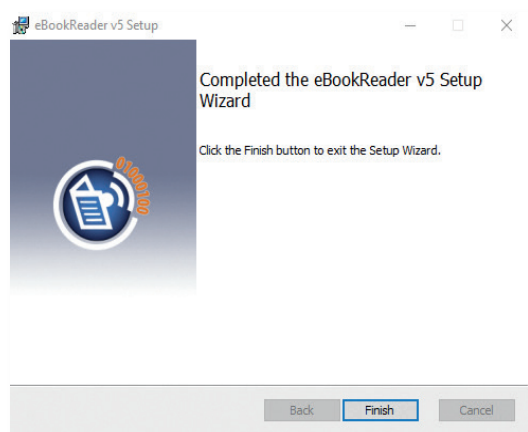 eBookReader v5 Setup
Completed the eBookReader v5 Setup
Wizard
Click the Finish button to exit the Setup Wizard.
01000100
Back Finish Cancel